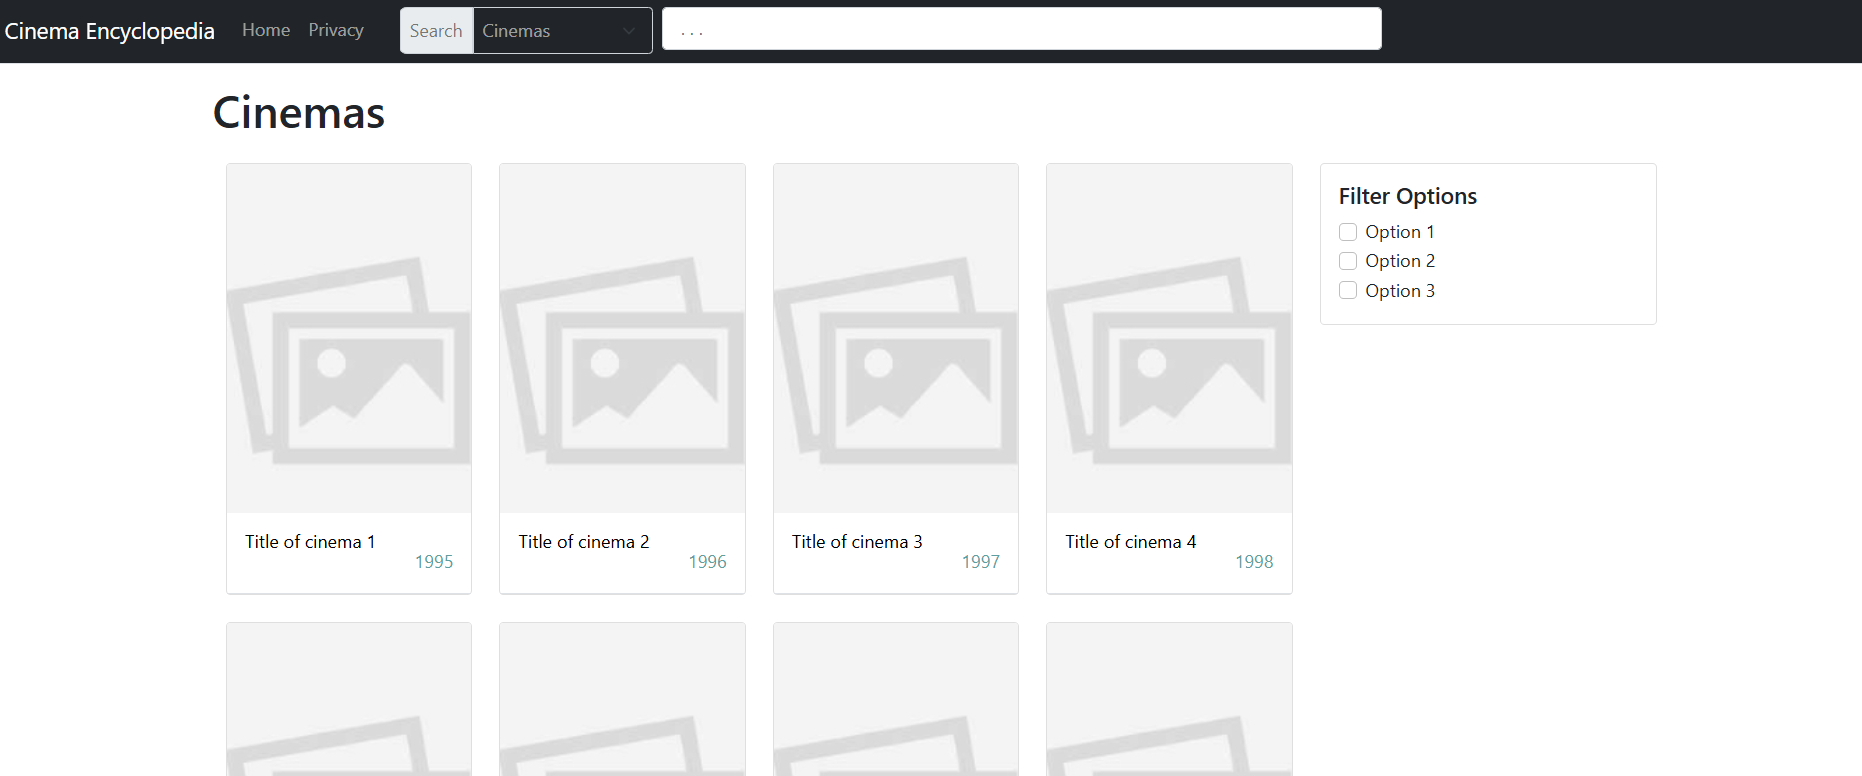 Cinema Encyclopedia Home Privacy Search Cinemas . . .
Cinemas
Title of cinema 1
1995
Title of cinema 2
1996
Title of cinema 3
1997
Title of cinema 4
1998
Filter Options
Option 1
Option 2
Option 3